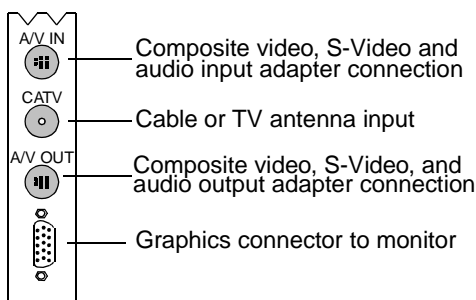 A/V IN
Composite video, S-Video and
audio input adapter connection
CATV
Cable or TV antenna input
A/V OUT
Composite video, S-Video, and
audio output adapter connection
Graphics connector to monitor